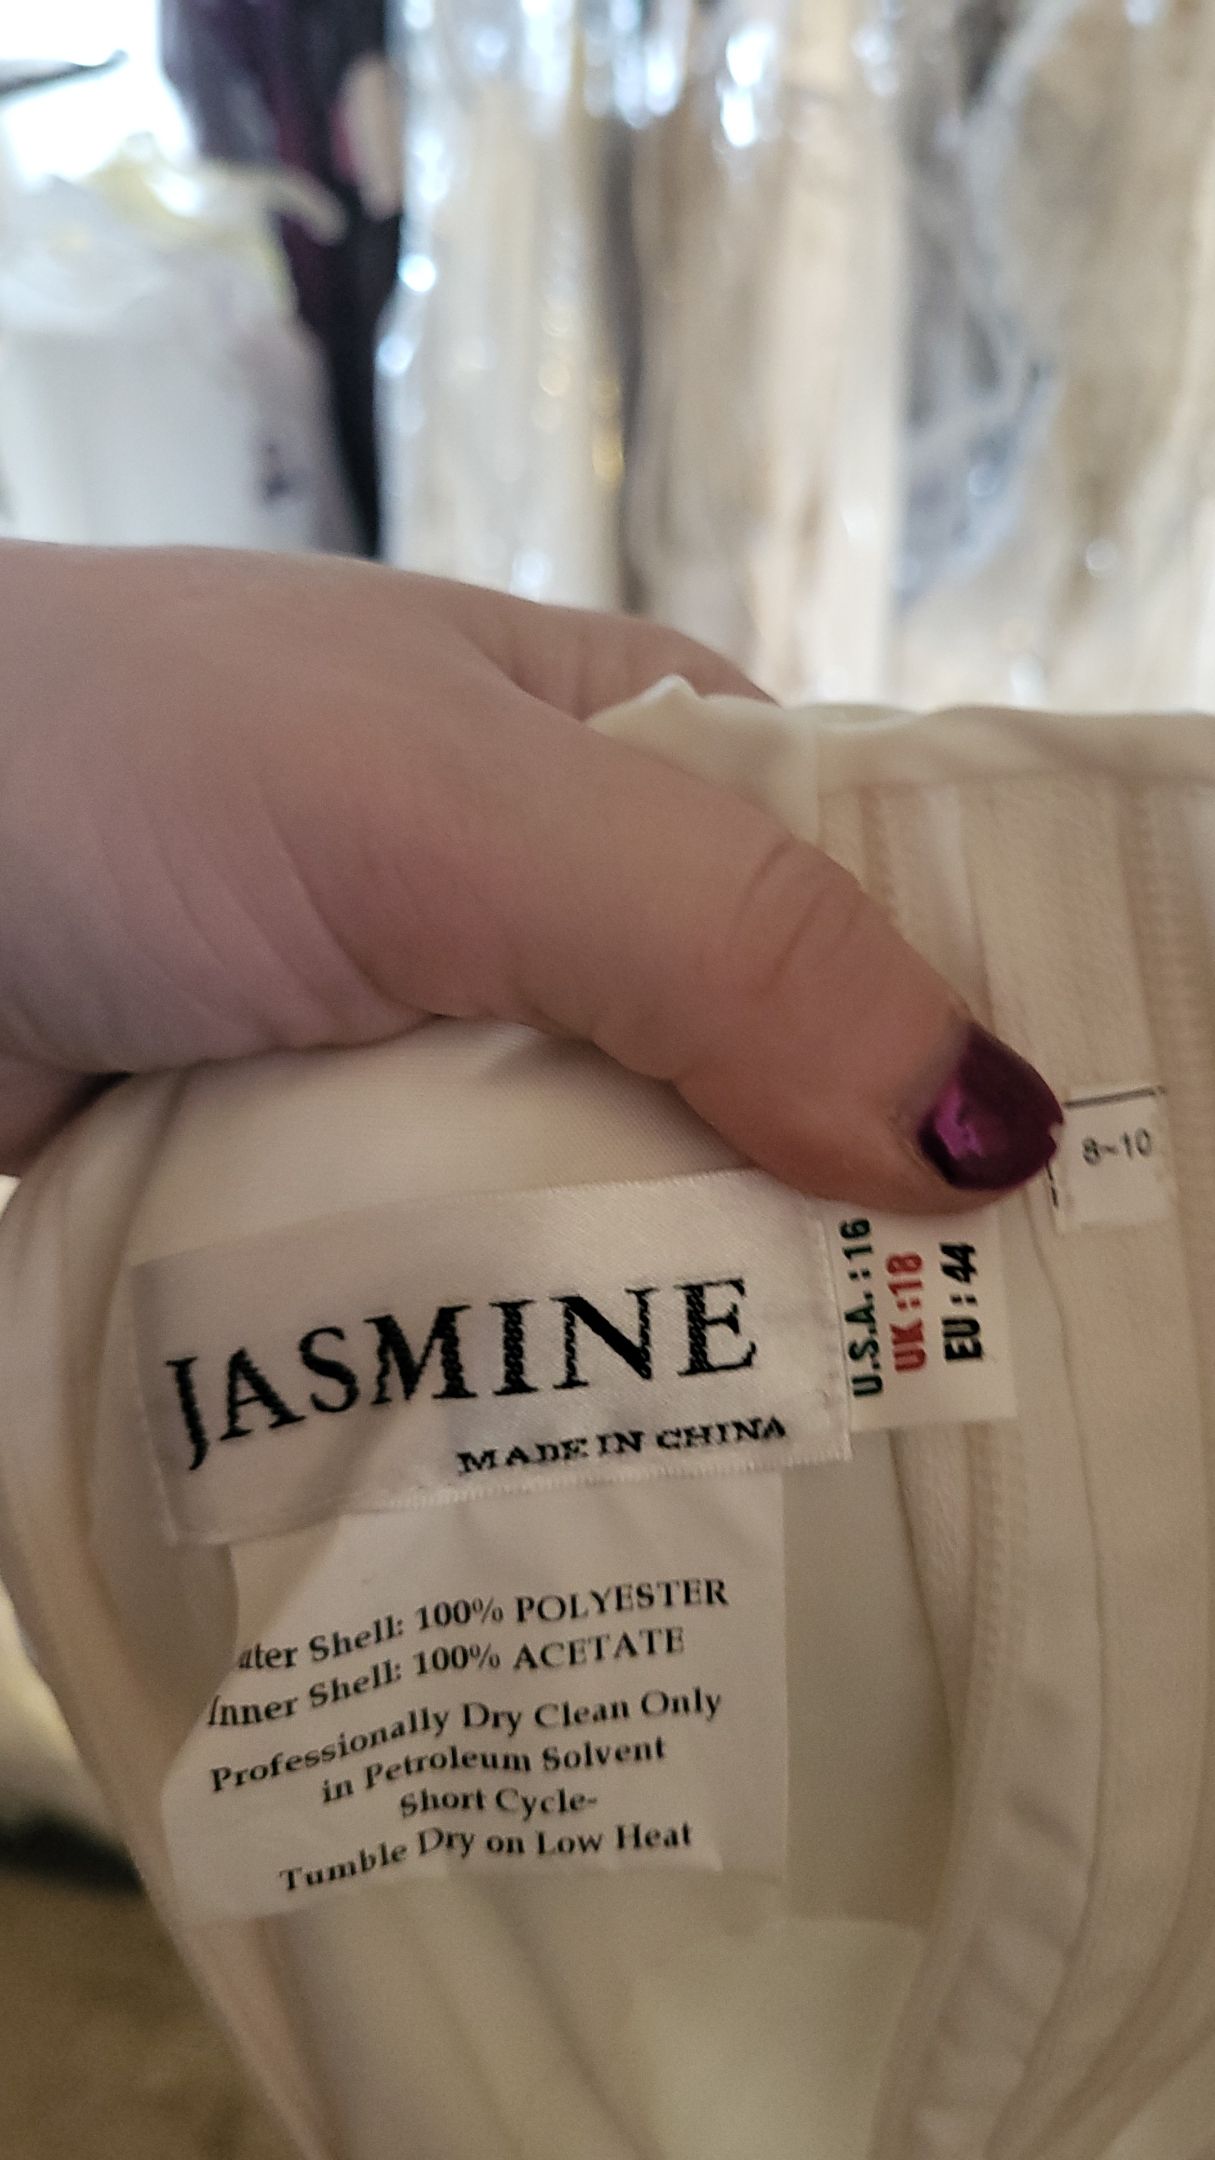 JASMINE
MADE IN CHINA
U.S.A. : 16
UK : 18
EU : 44
8~10
uter Shell: 100% POLYESTER
Inner Shell: 100% ACETATE
Professionally Dry Clean Only
in Petroleum Solvent
Short Cycle-
Tumble Dry on Low Heat